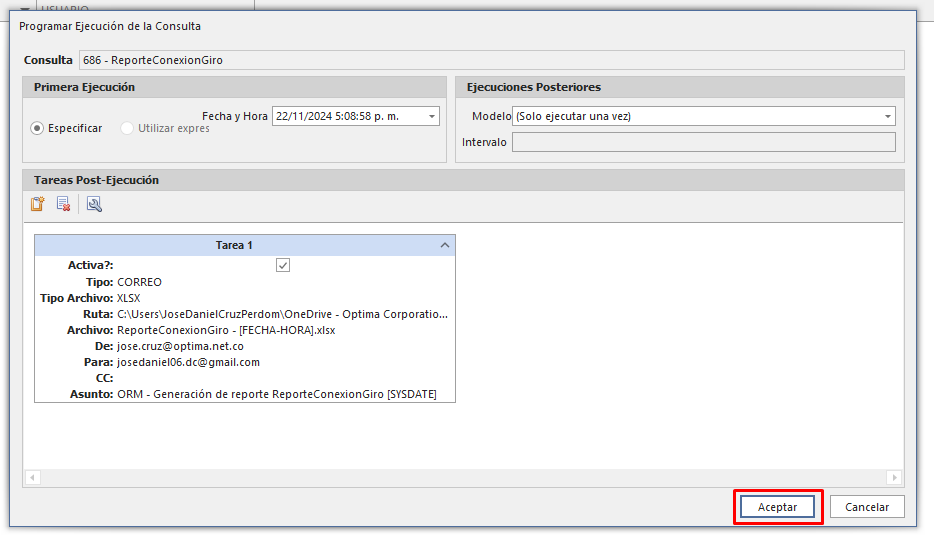 USUARIO
Programar Ejecución de la Consulta
Consulta 686 - ReporteConexionGiro
Primera Ejecución
Especificar
Utilizar expres
Fecha y Hora 22/11/2024 5:08:58 p. m.
Ejecuciones Posteriores
Modelo (Solo ejecutar una vez)
Intervalo
Tareas Post-Ejecución
Tarea 1
Activa?:
Tipo: CORREO
Tipo Archivo: XLSX
Ruta: C:\Users\JoseDanielCruzPerdom\OneDrive - Optima Corporatio...
Archivo: ReporteConexionGiro - [FECHA-HORA].xlsx
De: jose.cruz@optima.net.co
Para: josedaniel06.dc@gmail.com
CC:
Asunto: ORM - Generación de reporte ReporteConexionGiro [SYSDATE]
Aceptar
Cancelar